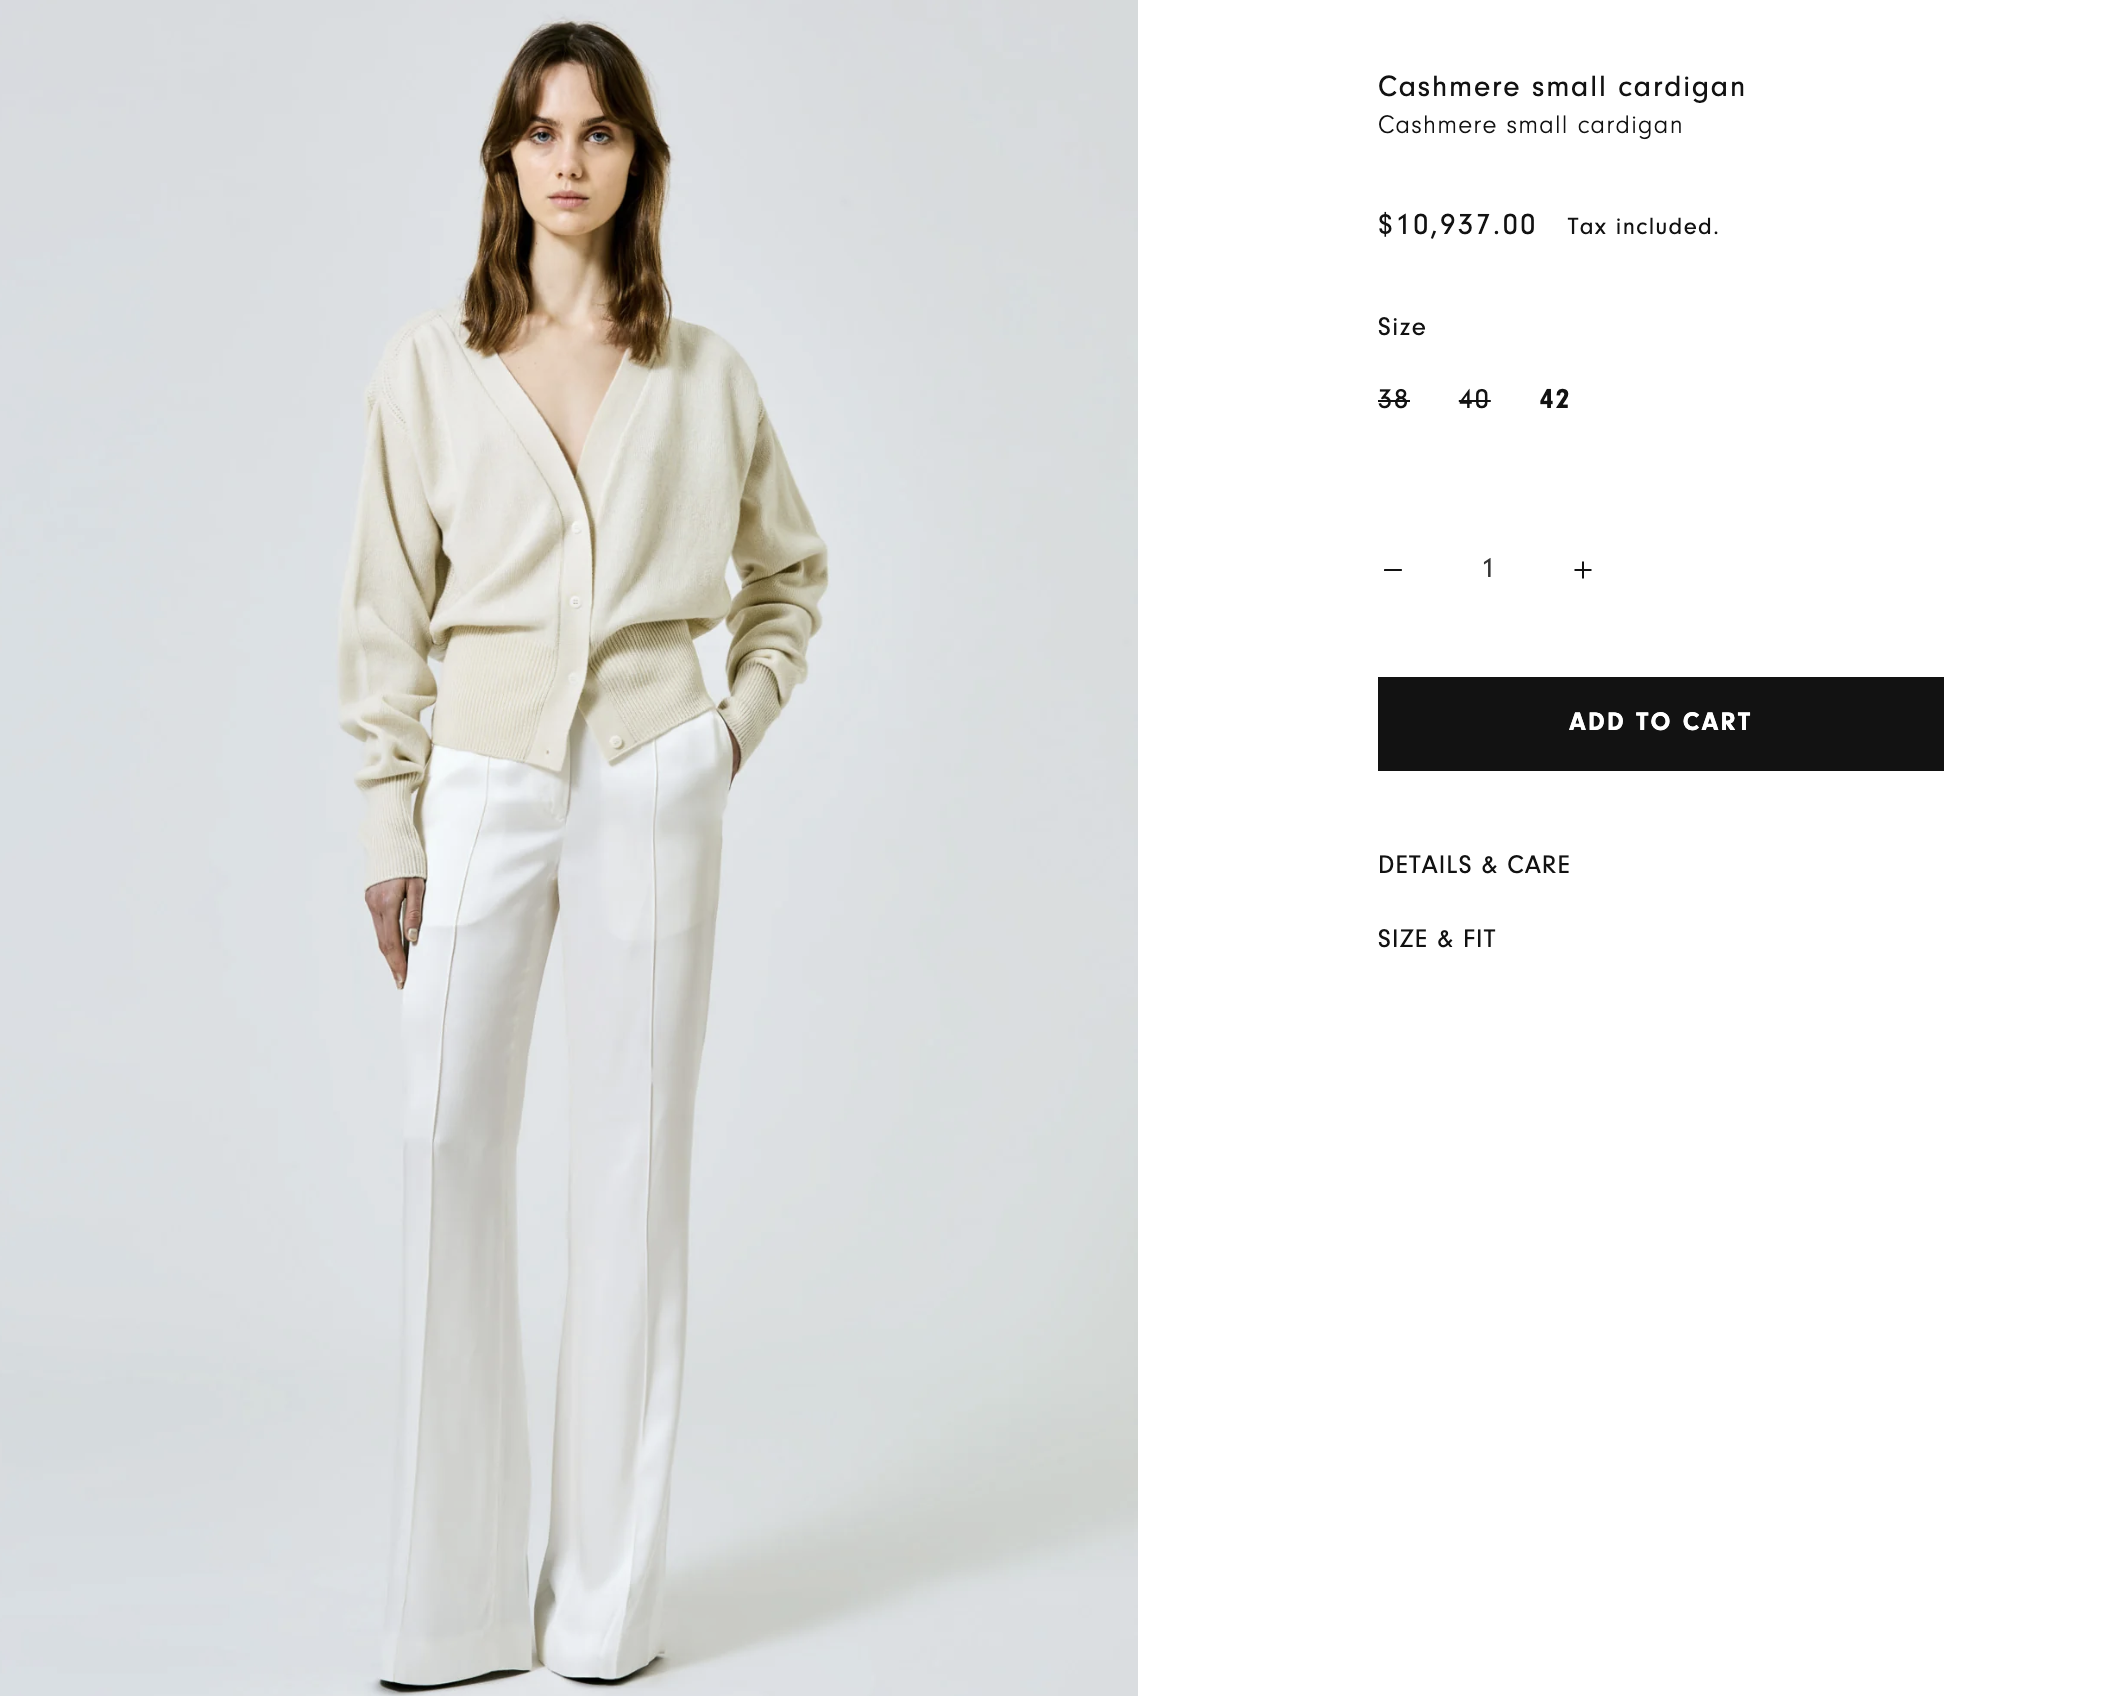 Cashmere small cardigan
Cashmere small cardigan
$10,937.00 Tax included.
Size
38 40 42
− 1 +
ADD TO CART
DETAILS & CARE
SIZE & FIT